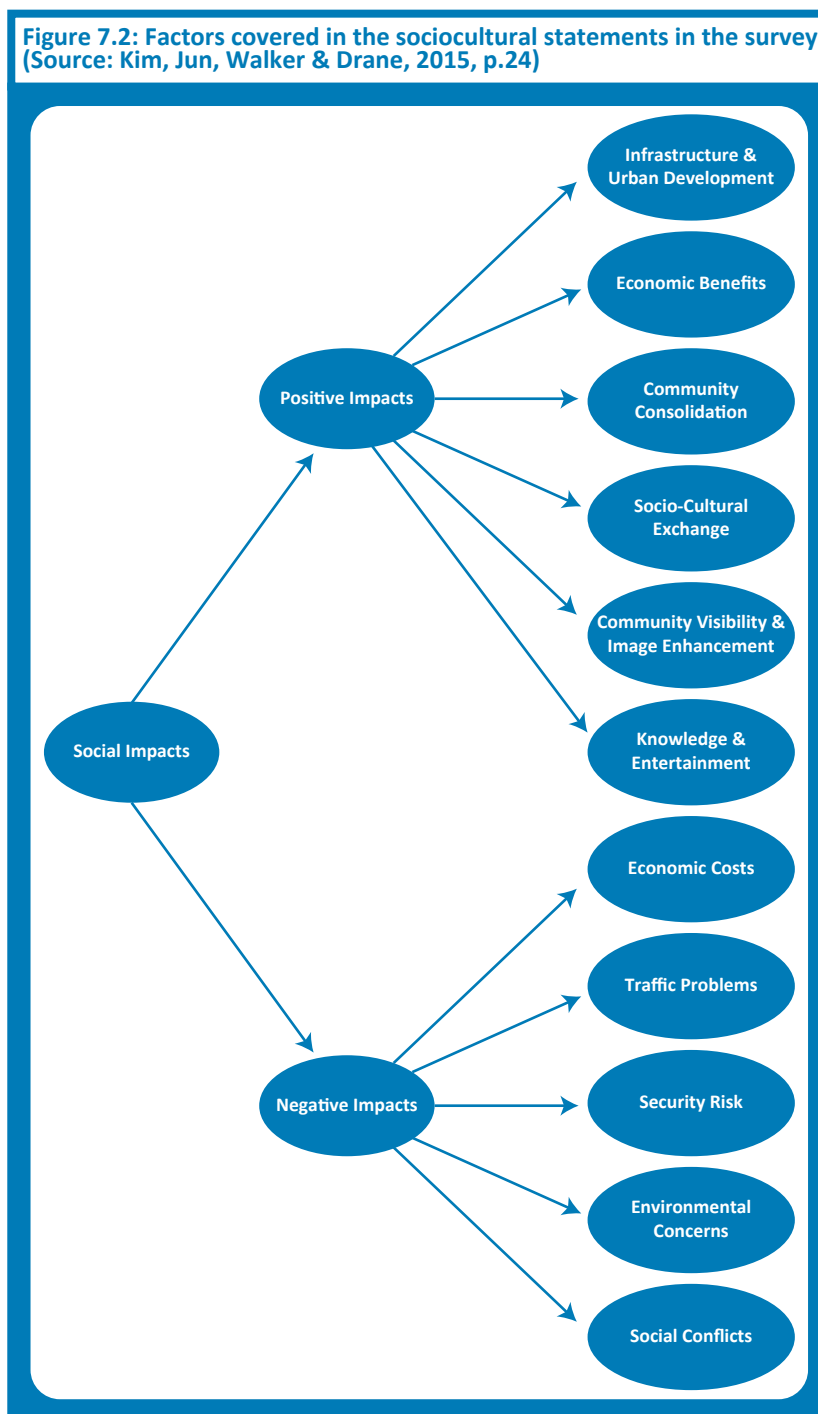 Figure 7.2: Factors covered in the sociocultural statements in the survey
(Source: Kim, Jun, Walker & Drane, 2015, p.24)
Infrastructure &
Urban Development
Economic Benefits
Positive Impacts
Community
Consolidation
Socio-Cultural
Exchange
Community Visibility &
Image Enhancement
Social Impacts
Knowledge &
Entertainment
Economic Costs
Traffic Problems
Negative Impacts
Security Risk
Environmental
Concerns
Social Conflicts